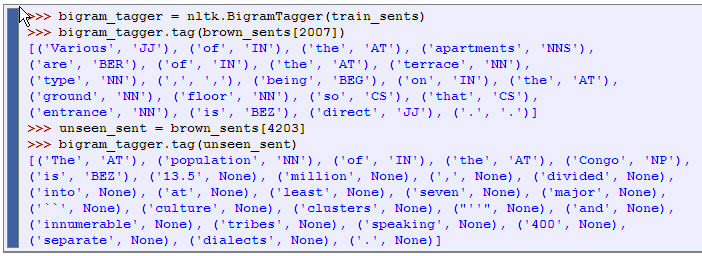 >>> bigram_tagger = nltk.BigramTagger(train_sents)
>>> bigram_tagger.tag(brown_sents[2007])
[('Various', 'JJ'), ('of', 'IN'), ('the', 'AT'), ('apartments', 'NNS'),
('are', 'BER'), ('of', 'IN'), ('the', 'AT'), ('terrace', 'NN'),
('type', 'NN'), (',', ','), ('being', 'BEG'), ('on', 'IN'), ('the', 'AT'),
('ground', 'NN'), ('floor', 'NN'), ('so', 'CS'), ('that', 'CS'),
('entrance', 'NN'), ('is', 'BEZ'), ('direct', 'JJ'), ('.', '.')]
>>> unseen_sent = brown_sents[4203]
>>> bigram_tagger.tag(unseen_sent)
[('The', 'AT'), ('population', 'NN'), ('of', 'IN'), ('the', 'AT'), ('Congo', 'NP'),
('is', 'BEZ'), ('13.5', None), ('million', None), (',', None), ('divided', None),
('into', None), ('at', None), ('least', None), ('seven', None), ('major', None),
('``', None), ('culture', None), ('clusters', None), ("''", None), ('and', None),
('innumerable', None), ('tribes', None), ('speaking', None), ('400', None),
('separate', None), ('dialects', None), ('.', None)]